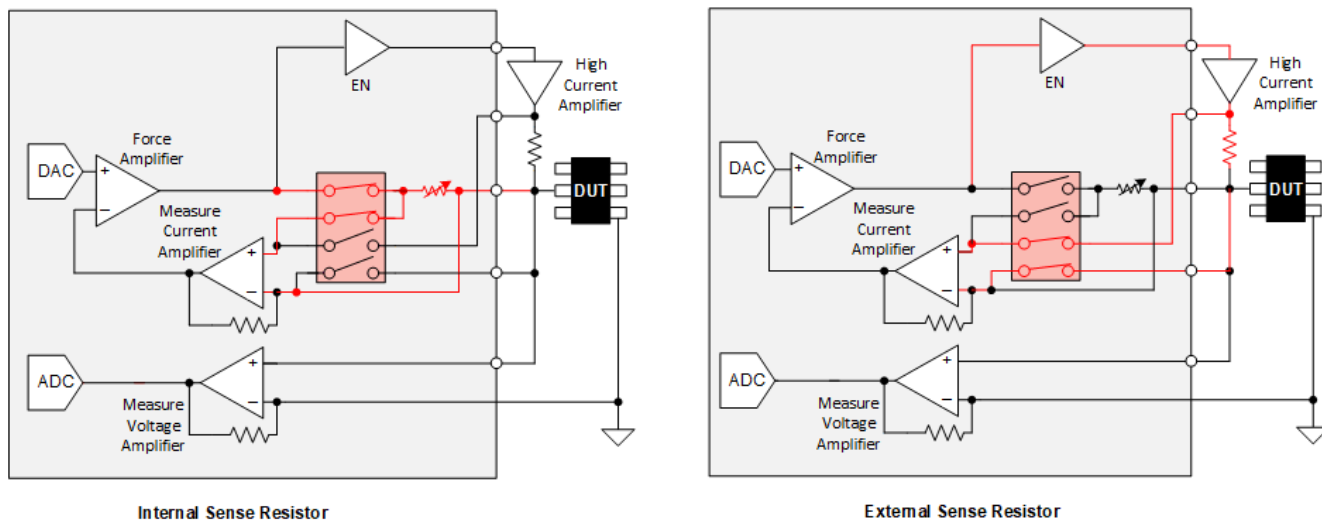 EN
High
Current
Amplifier
Force
Amplifier
DAC
+
−
DUT
Measure
Current
Amplifier
+
−
ADC
+
−
Measure
Voltage
Amplifier
Internal Sense Resistor
EN
High
Current
Amplifier
Force
Amplifier
DAC
+
−
DUT
Measure
Current
Amplifier
+
−
ADC
+
−
Measure
Voltage
Amplifier
External Sense Resistor